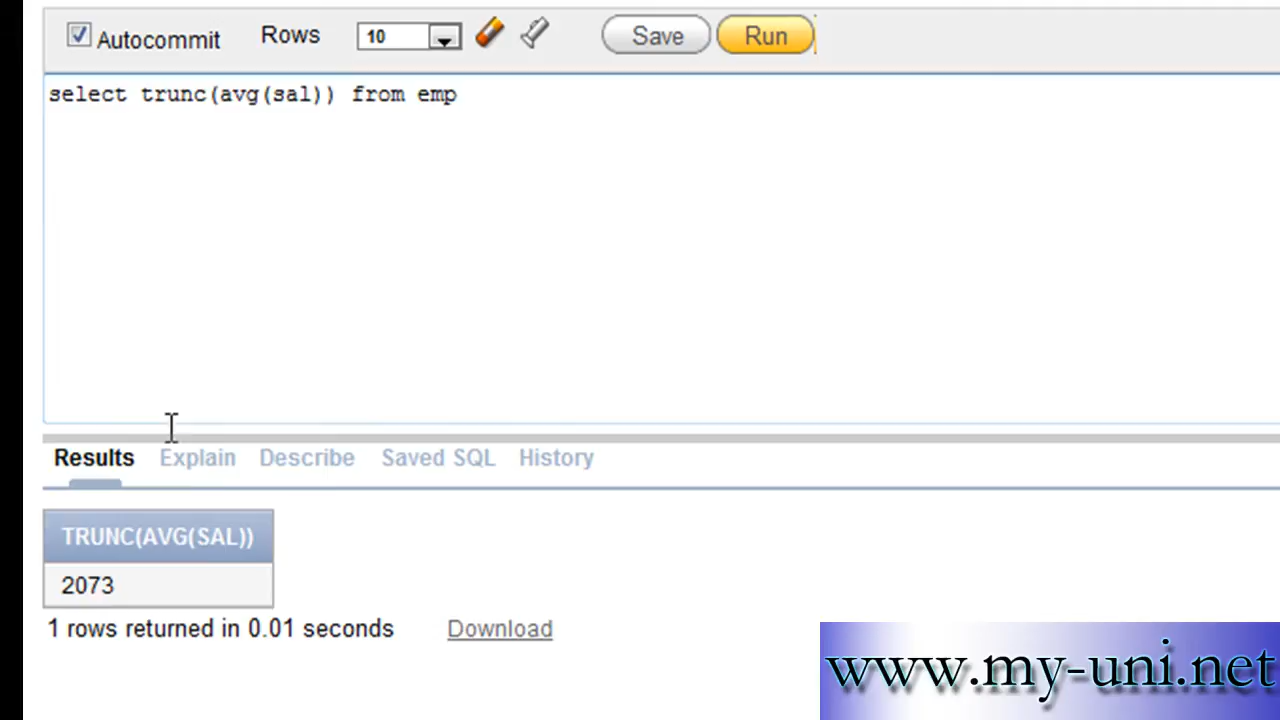 Autocommit Rows 10 Save Run
select trunc(avg(sal)) from emp
Results Explain Describe Saved SQL History
TRUNC(AVG(SAL))
2073
1 rows returned in 0.01 seconds Download
www.my-uni.net